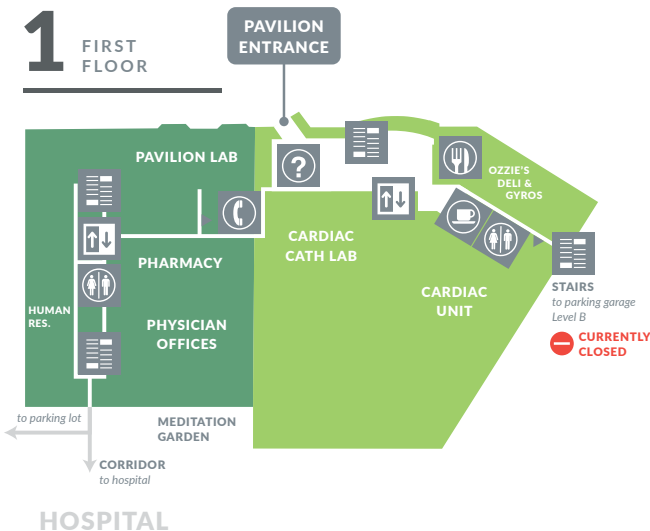 1 FIRST
FLOOR
PAVILION
ENTRANCE
PAVILION LAB
?
OZZIE'S
DELI &
GYROS
CARDIAC
CATH LAB
PHARMACY
CARDIAC
UNIT
STAIRS
to parking garage
Level B
HUMAN
RES.
PHYSICIAN
OFFICES
CURRENTLY
CLOSED
to parking lot
MEDITATION
GARDEN
CORRIDOR
to hospital
HOSPITAL